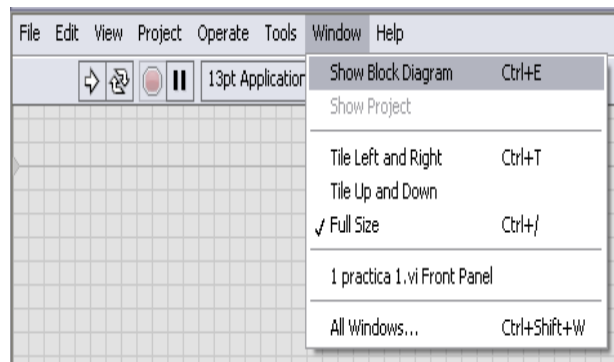 File Edit View Project Operate Tools Window Help
13pt Application
Show Block Diagram Ctrl+E
Show Project
Tile Left and Right Ctrl+T
Tile Up and Down
✓ Full Size Ctrl+/
1 practica 1.vi Front Panel
All Windows... Ctrl+Shift+W